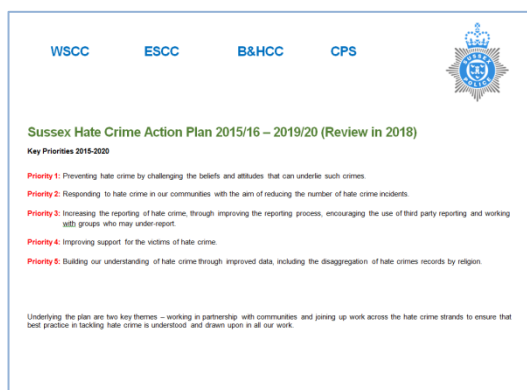 WSCC ESCC B&HCC CPS
SUSSEX
POLICE
Sussex Hate Crime Action Plan 2015/16 – 2019/20 (Review in 2018)
Key Priorities 2015-2020
Priority 1: Preventing hate crime by challenging the beliefs and attitudes that can underlie such crimes.
Priority 2: Responding to hate crime in our communities with the aim of reducing the number of hate crime incidents.
Priority 3: Increasing the reporting of hate crime, through improving the reporting process, encouraging the use of third party reporting and working
with groups who may under-report.
Priority 4: Improving support for the victims of hate crime.
Priority 5: Building our understanding of hate crime through improved data, including the disaggregation of hate crimes records by religion.
Underlying the plan are two key themes – working in partnership with communities and joining up work across the hate crime strands to ensure that
best practice in tackling hate crime is understood and drawn upon in all our work.